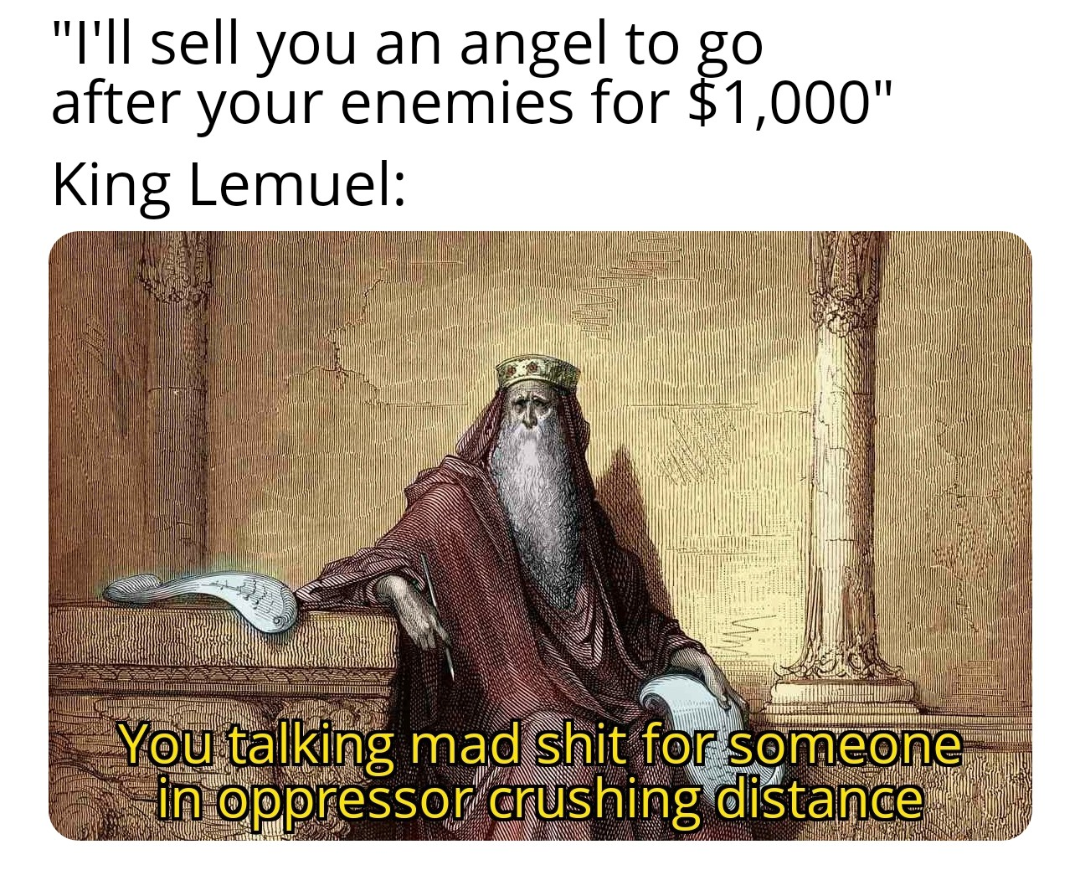 "I'll sell you an angel to go
after your enemies for $1,000"
King Lemuel:
You talking mad shit for someone
in oppressor crushing distance